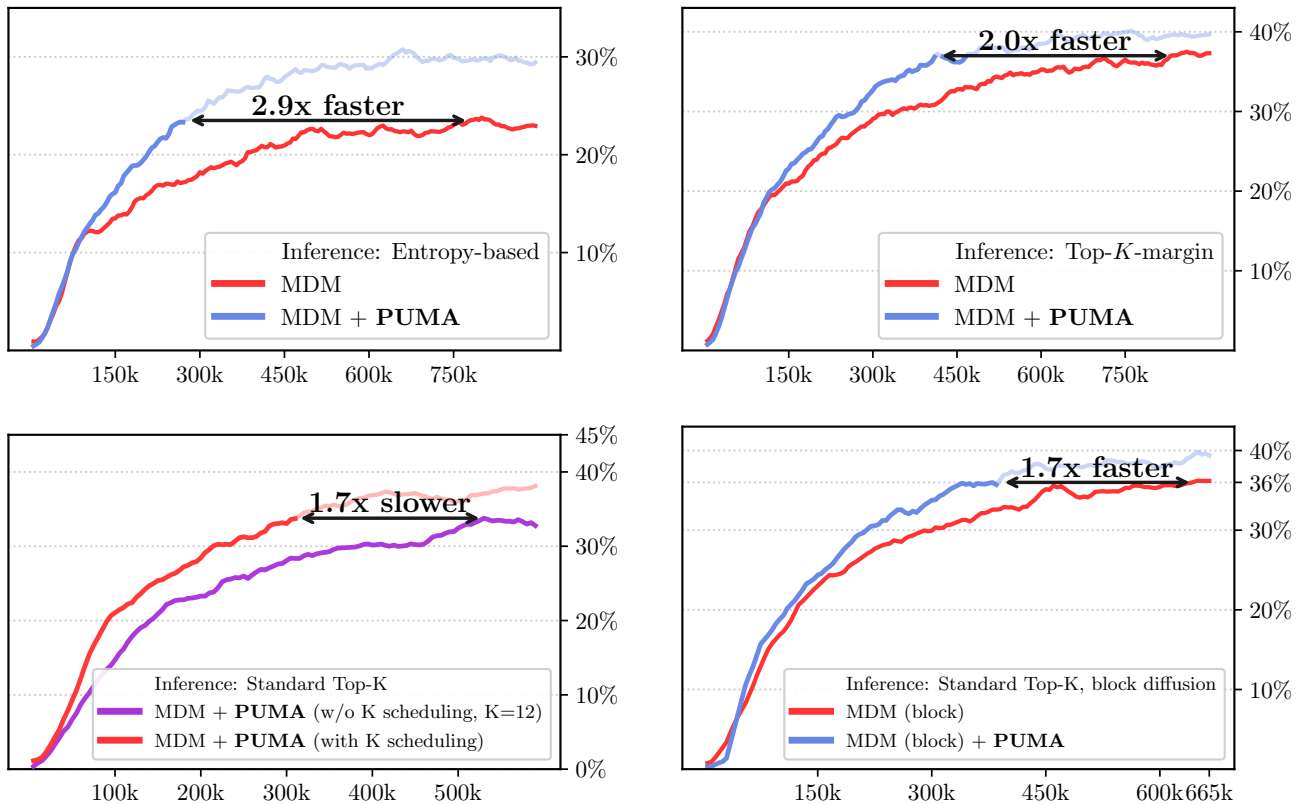 30%
20%
10%
2.9x faster
Inference: Entropy-based
MDM
MDM + PUMA
150k 300k 450k 600k 750k
40%
30%
20%
10%
2.0x faster
Inference: Top-K-margin
MDM
MDM + PUMA
150k 300k 450k 600k 750k
45%
40%
30%
20%
10%
0%
1.7x slower
Inference: Standard Top-K
MDM + PUMA (w/o K scheduling, K=12)
MDM + PUMA (with K scheduling)
100k 200k 300k 400k 500k
40%
36%
30%
20%
10%
1.7x faster
Inference: Standard Top-K, block diffusion
MDM (block)
MDM (block) + PUMA
150k 300k 450k 600k 665k